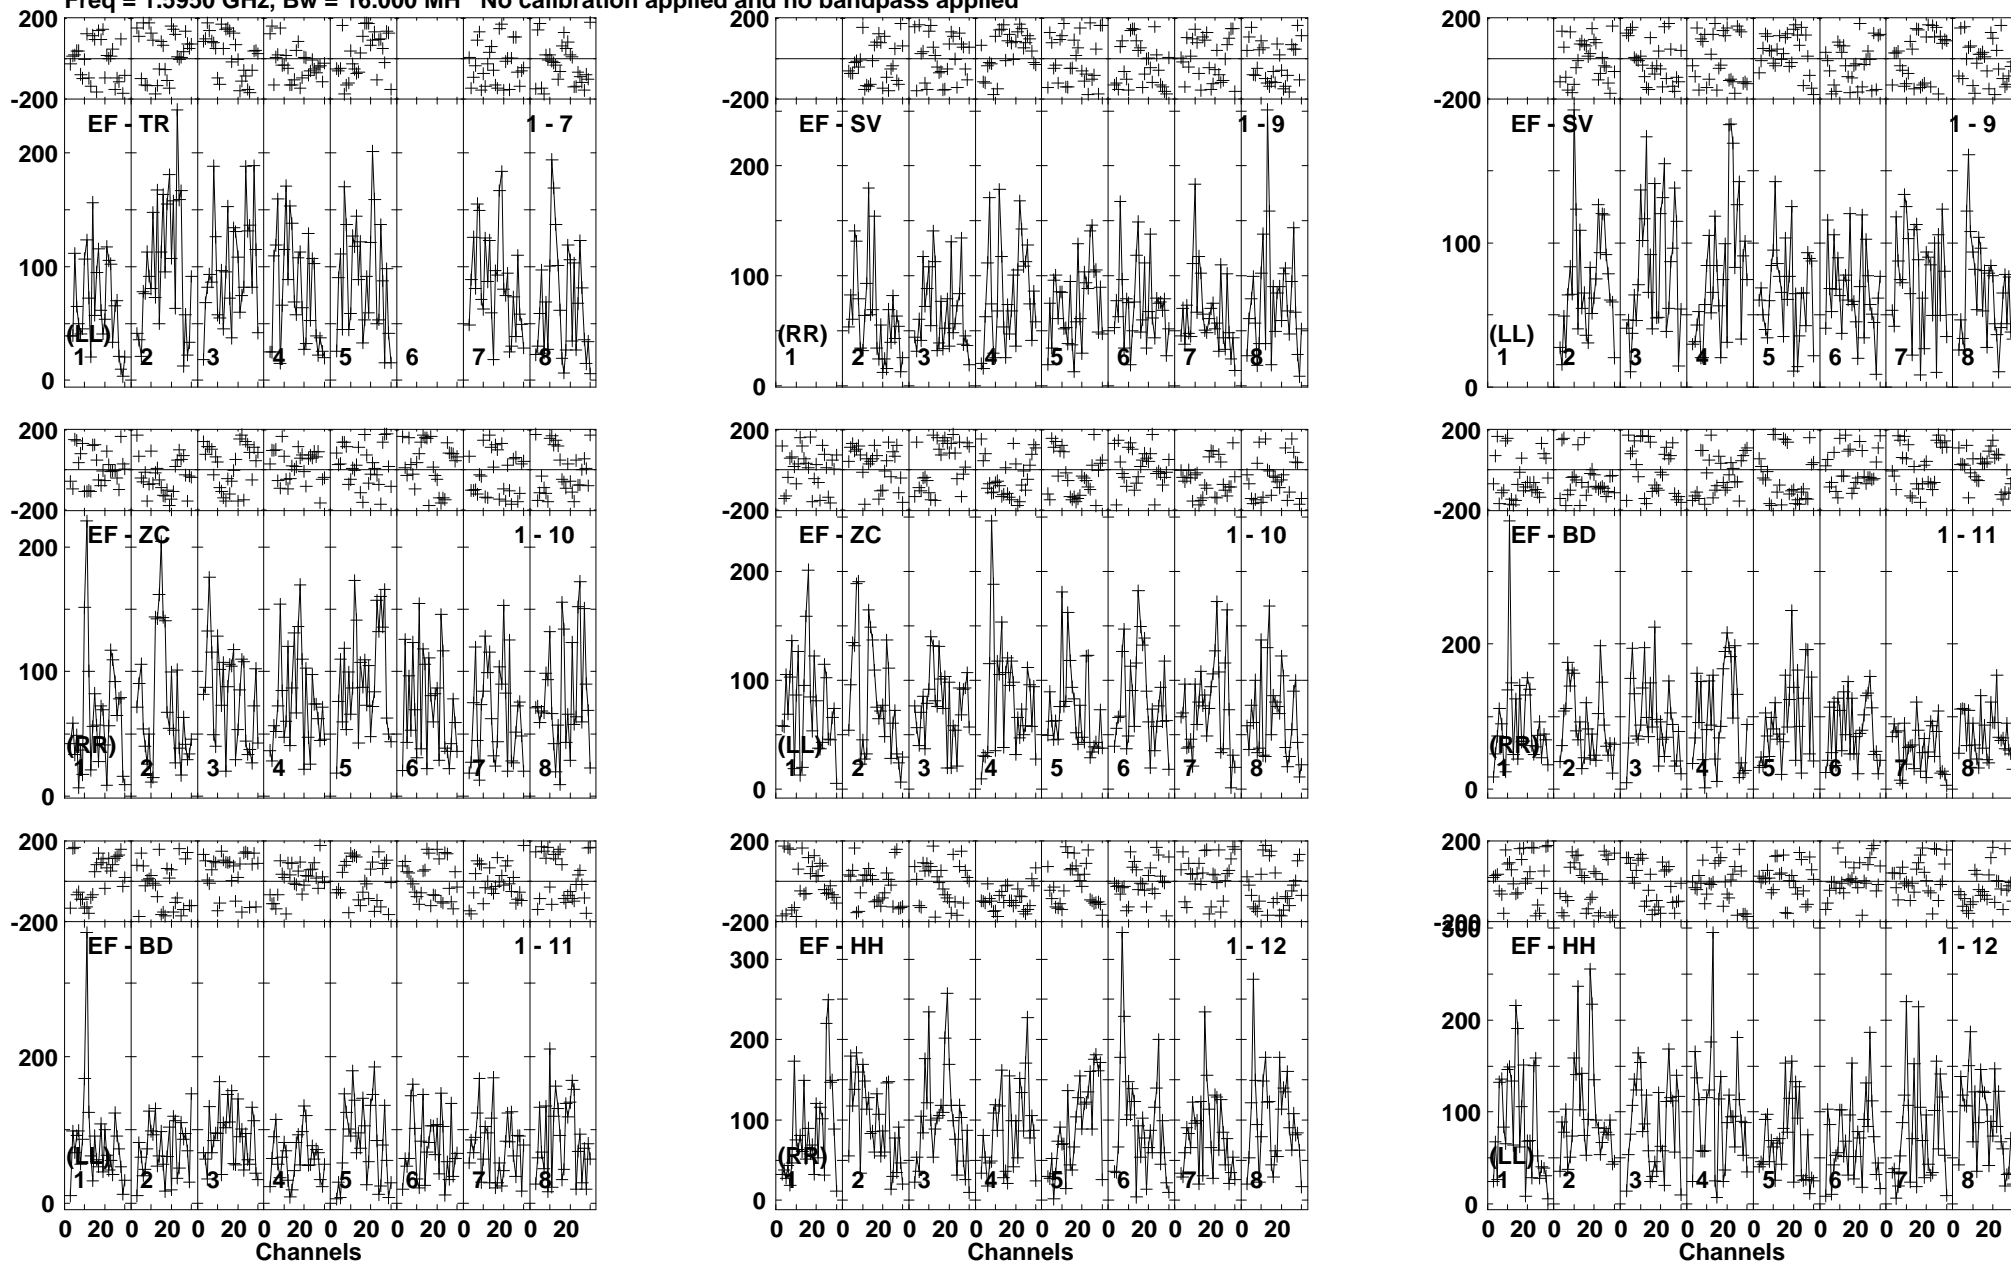 Freq = 1.5950 GHz, Bw = 16.000 MH No calibration applied and no bandpass applied
200 200 200
-200 -200 -200
EF - TR 1 - 7 EF - SV 1 - 9 EF - SV 1 - 9
200 200
100 100 100
(LL) (RR) (LL)
1 2 3 4 5 6 7 8 1 2 3 4 5 6 7 8 1 2 3 4 5 6 7 8
0 0 0
200 200 200
-200 -200 -200
EF - ZC 1 - 10 EF - ZC 1 - 10 EF - BD 1 - 11
200 200 200
100 100
(RR) (LL) (RR)
1 2 3 4 5 6 7 8 1 2 3 4 5 6 7 8 1 2 3 4 5 6 7 8
0 0 0
200 200 200
-200 -200 -200
300
EF - BD 1 - 11 EF - HH 1 - 12 EF - HH 1 - 12
300
200 200 200
100 100
(LL) (RR) (LL)
1 2 3 4 5 6 7 8 1 2 3 4 5 6 7 8 1 2 3 4 5 6 7 8
0 0 0
0 20 0 20 0 20 0 20 0 20 0 20 0 20 0 20 0 20 0 20 0 20 0 20 0 20 0 20 0 20 0 20 0 20 0 20 0 20 0 20 0 20 0 20 0 20 0 20
Channels Channels Channels